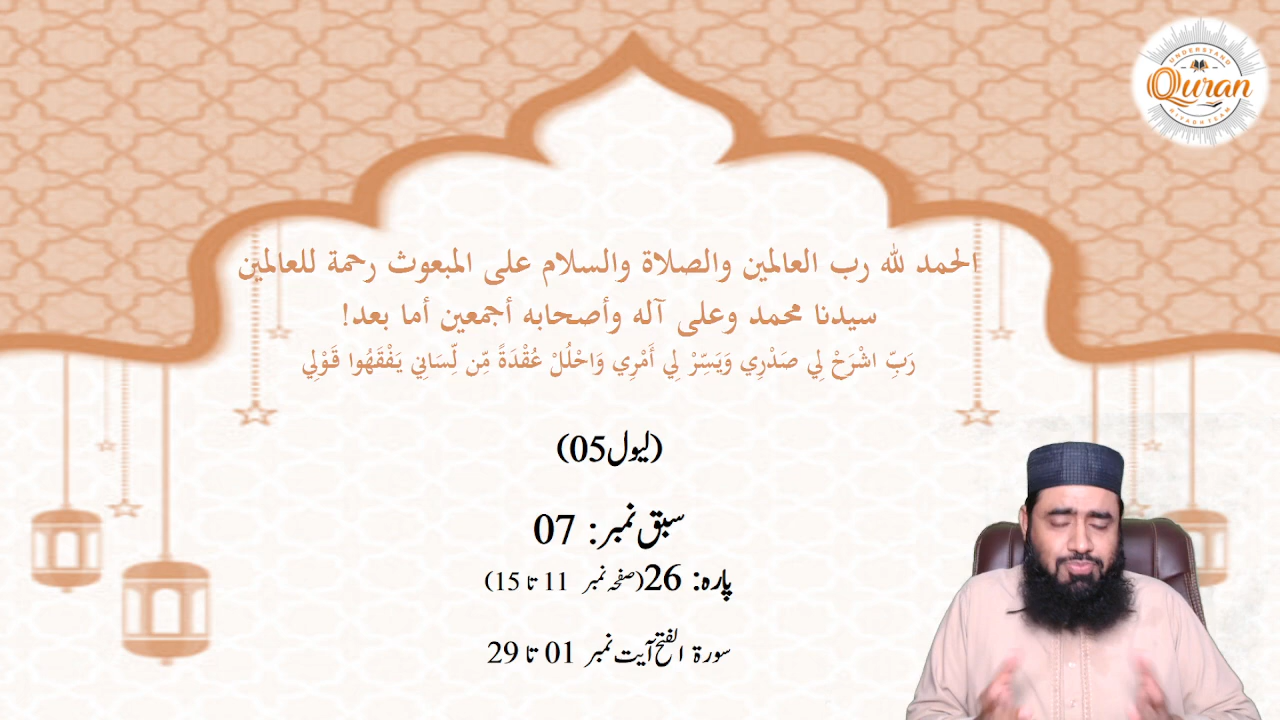 UNDERSTAND
Quran
RIYADH TEAM
الحمد لله رب العالمين والصلاة والسلام على المبعوث رحمة للعالمين
سيدنا محمد وعلى آله وأصحابه أجمعين أما بعد!
رَبِّ اشْرَحْ لِي صَدْرِي وَيَسِّرْ لِي أَمْرِي وَاحْلُلْ عُقْدَةً مِّن لِّسَانِي يَفْقَهُوا قَوْلِي
(لیول05)
سبق نمبر: 07
پارہ: 26(صفحہ نمبر 11 تا 15)
سورۃ الفتح آیت نمبر 01 تا 29